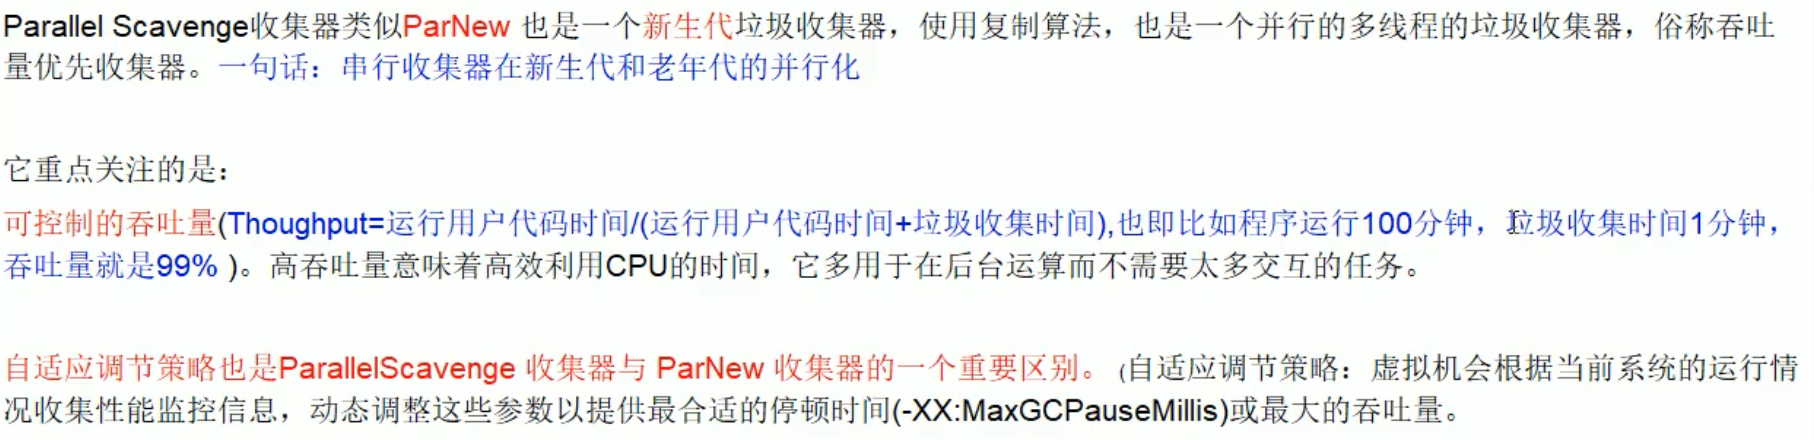 Parallel Scavenge收集器类似ParNew 也是一个新生代垃圾收集器，使用复制算法，也是一个并行的多线程的垃圾收集器，俗称吞吐
量优先收集器。一句话：串行收集器在新生代和老年代的并行化
它重点关注的是：
可控制的吞吐量(Thoughput=运行用户代码时间/(运行用户代码时间+垃圾收集时间),也即比如程序运行100分钟，垃圾收集时间1分钟，
吞吐量就是99% )。高吞吐量意味着高效利用CPU的时间，它多用于在后台运算而不需要太多交互的任务。
自适应调节策略也是ParallelScavenge 收集器与 ParNew 收集器的一个重要区别。(自适应调节策略：虚拟机会根据当前系统的运行情
况收集性能监控信息，动态调整这些参数以提供最合适的停顿时间(-XX:MaxGCPauseMillis)或最大的吞吐量。